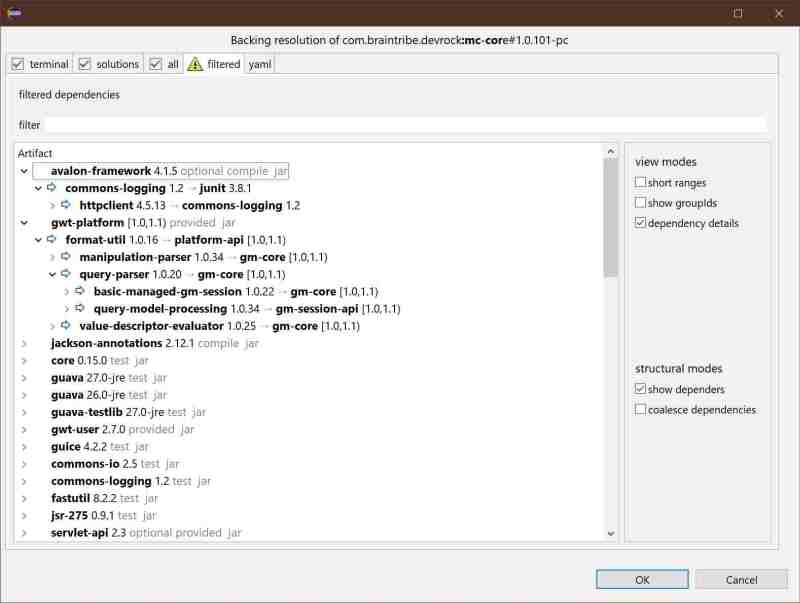 Backing resolution of com.braintribe.devrock:mc-core#1.0.101-pc
terminal solutions all filtered yaml
filtered dependencies
filter
Artifact
avalon-framework 4.1.5 optional compile jar
commons-logging 1.2 → junit 3.8.1
httpclient 4.5.13 → commons-logging 1.2
gwt-platform [1.0,1.1) provided jar
format-util 1.0.16 → platform-api [1.0,1.1)
manipulation-parser 1.0.34 → gm-core [1.0,1.1)
query-parser 1.0.20 → gm-core [1.0,1.1)
basic-managed-gm-session 1.0.22 → gm-core [1.0,1.1)
query-model-processing 1.0.34 → gm-session-api [1.0,1.1)
value-descriptor-evaluator 1.0.25 → gm-core [1.0,1.1)
jackson-annotations 2.12.1 compile jar
core 0.15.0 test jar
guava 27.0-jre test jar
guava 26.0-jre test jar
guava-testlib 27.0-jre test jar
gwt-user 2.7.0 provided jar
guice 4.2.2 test jar
commons-io 2.5 test jar
commons-logging 1.2 test jar
fastutil 8.2.2 test jar
jsr-275 0.9.1 test jar
servlet-api 2.3 optional provided jar
view modes
short ranges
show groupIds
dependency details
structural modes
show dependers
coalesce dependencies
OK Cancel